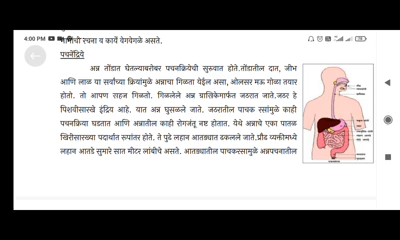 4:00 PM
नागाची रचना व कार्ये वेगवेगळे असते.
पचनेंद्रिये
अन्न तोंडात घेतल्याबरोबर पचनक्रियेची सुरूवात होते.तोंडातील दात, जीभ
आणि लाळ या सर्वांच्या क्रियांमुळे अन्नाचा गिळता येईल असा, ओलसर मऊ गोळा तयार
होतो. तो आपण सहज गिळतो. गिळलेले अन्न ग्रासिकेमार्फत जठरात जाते.जठर हे
पिशवीसारखे इंद्रिय आहे. यात अन्न घुसळले जाते. जठरातील पाचक रसांमुळे काही
पचनक्रिया घडतात आणि अन्नातील काही रोगजंतू नष्ट होतात. येथे अन्नाचे एका पातळ
खिरीसारख्या पदार्थात रूपांतर होते. ते पुढे लहान आतड्यात ढकलले जाते.प्रौढ व्यक्तीमध्ये
लहान आतडे सुमारे सात मीटर लांबीचे असते. आतड्यातील पाचकरसामुळे अन्नपचनातील